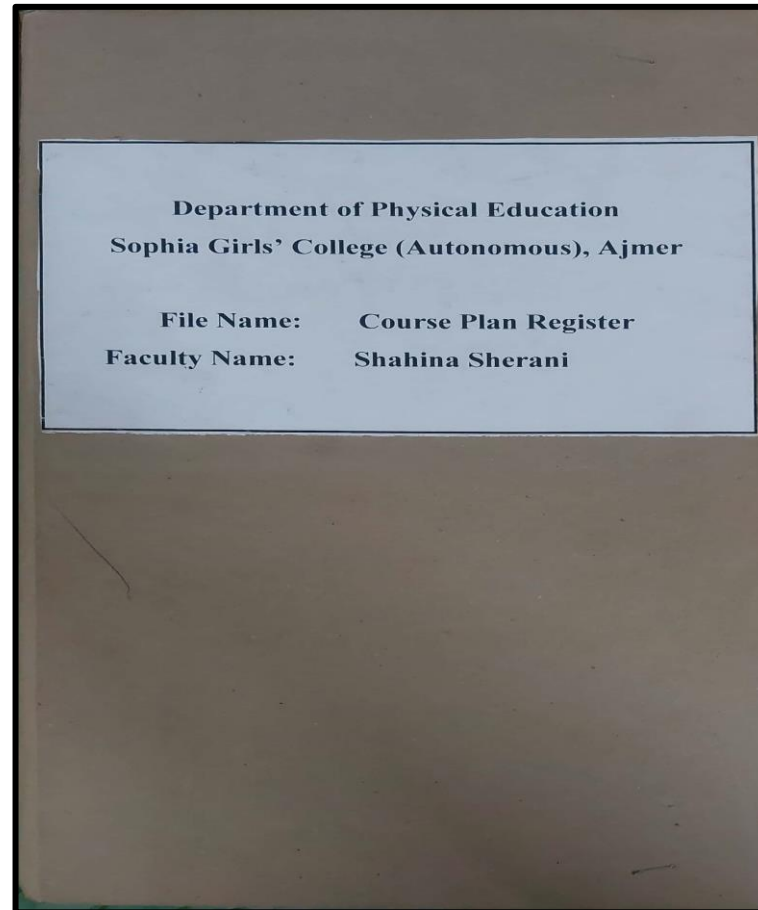 Department of Physical Education
Sophia Girls' College (Autonomous), Ajmer
File Name: Course Plan Register
Faculty Name: Shahina Sherani